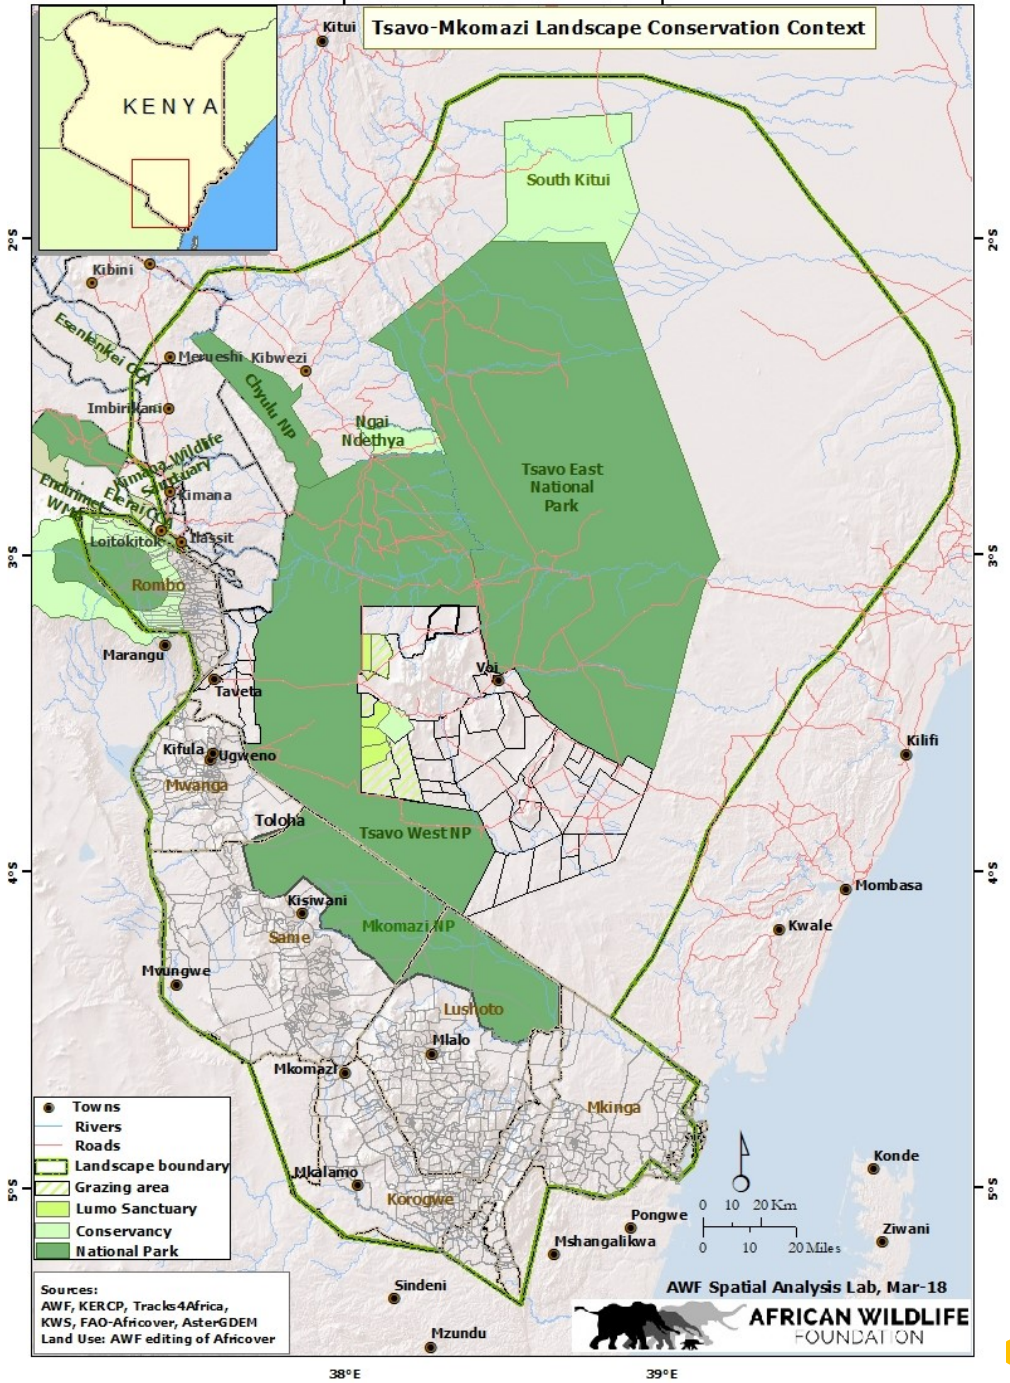 Tsavo-Mkomazi Landscape Conservation Context
Kitui
KENYA
South Kitui
2°S
2°S
Kibini
Esenlenkei CCA
Merueshi
Kibwezi
Chyulu NP
Imbirikani
Ngai
Ndethya
Kimana Wildlife
Sanctuary
Tsavo East
National
Park
Enduimet
WMA
Elerai CCA
Kimana
Loitokitok
Ilassit
3°S
3°S
Rombo
Marangu
Voi
Taveta
Kilifi
Kifula
Ugweno
Mwanga
Toloha
Tsavo West NP
4°S
4°S
Mombasa
Kisiwani
Mkomazi NP
Kwale
Same
Mvungwe
Lushoto
Mlalo
Mkomazi
Mkinga
Towns
Rivers
Roads
Landscape boundary
Grazing area
Lumo Sanctuary
Conservancy
National Park
Konde
Mkalamo
5°S
5°S
Korogwe
0 10 20 Km
Pongwe
Ziwani
Mshangalikwa
0 10 20 Miles
Sindeni
AWF Spatial Analysis Lab, Mar-18
Sources:
AWF, KERCP, Tracks4Africa,
KWS, FAO-Africover, AsterGDEM
Land Use: AWF editing of Africover
AFRICAN WILDLIFE
FOUNDATION
Mzundu
38°E
39°E